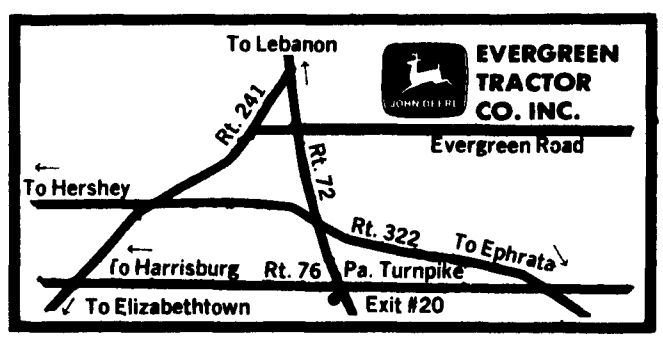 To Lebanon
JOHN DEERE
EVERGREEN
TRACTOR
CO. INC.
Rt. 241
Evergreen Road
Rt. 72
To Hershey
Rt. 322
To Ephrata
To Harrisburg
Rt. 76
Pa. Turnpike
To Elizabethtown
Exit #20